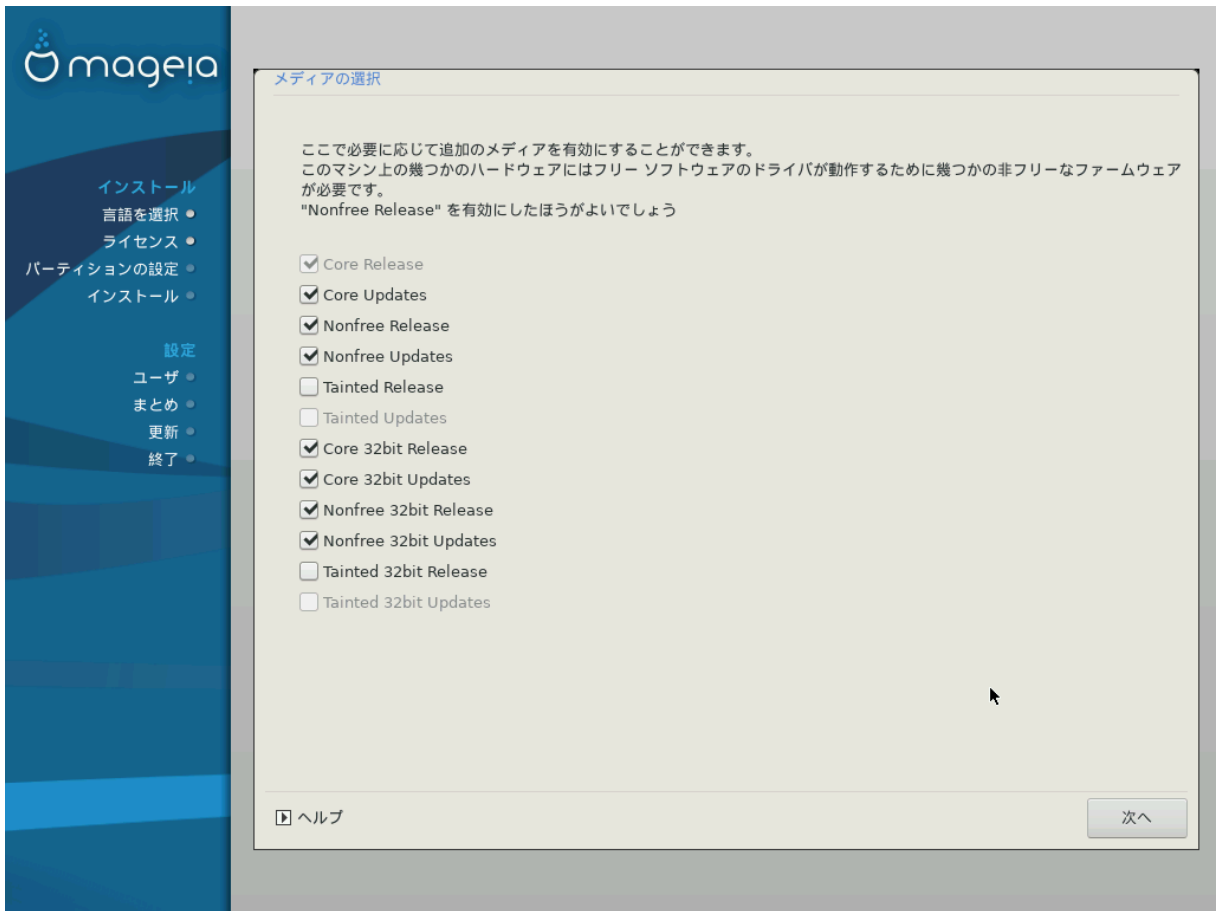 mageia
インストール
言語を選択
ライセンス
パーティションの設定
インストール
設定
ユーザ
まとめ
更新
終了
メディアの選択
ここで必要に応じて追加のメディアを有効にすることができます。
このマシン上の幾つかのハードウェアにはフリー ソフトウェアのドライバが動作するために幾つかの非フリーなファームウェア
が必要です。
"Nonfree Release" を有効にしたほうがよいでしょう
Core Release
Core Updates
Nonfree Release
Nonfree Updates
Tainted Release
Tainted Updates
Core 32bit Release
Core 32bit Updates
Nonfree 32bit Release
Nonfree 32bit Updates
Tainted 32bit Release
Tainted 32bit Updates
ヘルプ
次へ